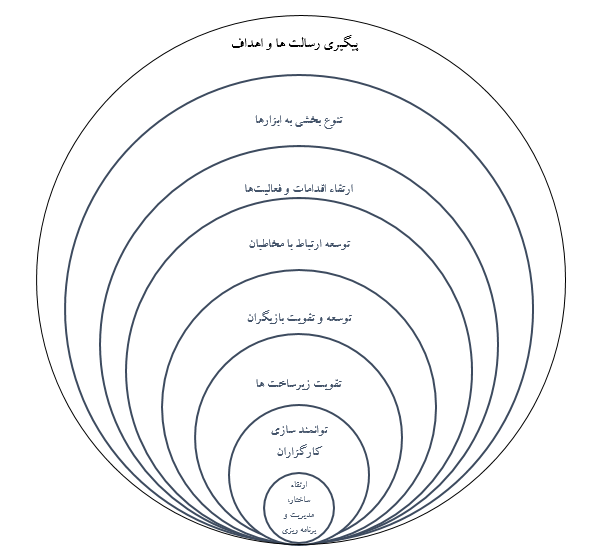 پیگیری رسالت ها و اهداف
تنوع بخشی به ابزارها
ارتقاء اقدامات و فعالیت‌ها
توسعه ارتباط با مخاطبان
توسعه و تقویت بازیگران
تقویت زیرساخت ها
توانمند سازی
کارگزاران
ارتقاء
ساختار،
مدیریت و
برنامه ریزی